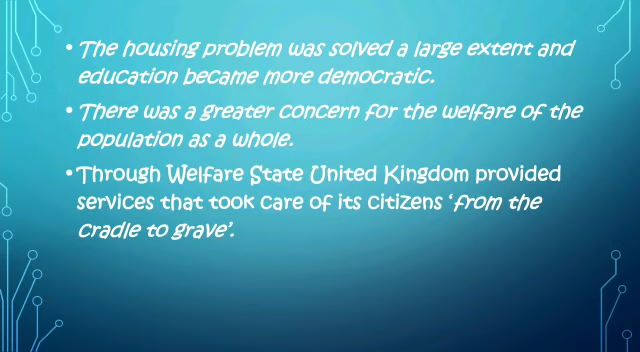 • The housing problem was solved a large extent and
education became more democratic.
• There was a greater concern for the welfare of the
population as a whole.
• Through Welfare State United Kingdom provided
services that took care of its citizens ‘from the
cradle to grave’.